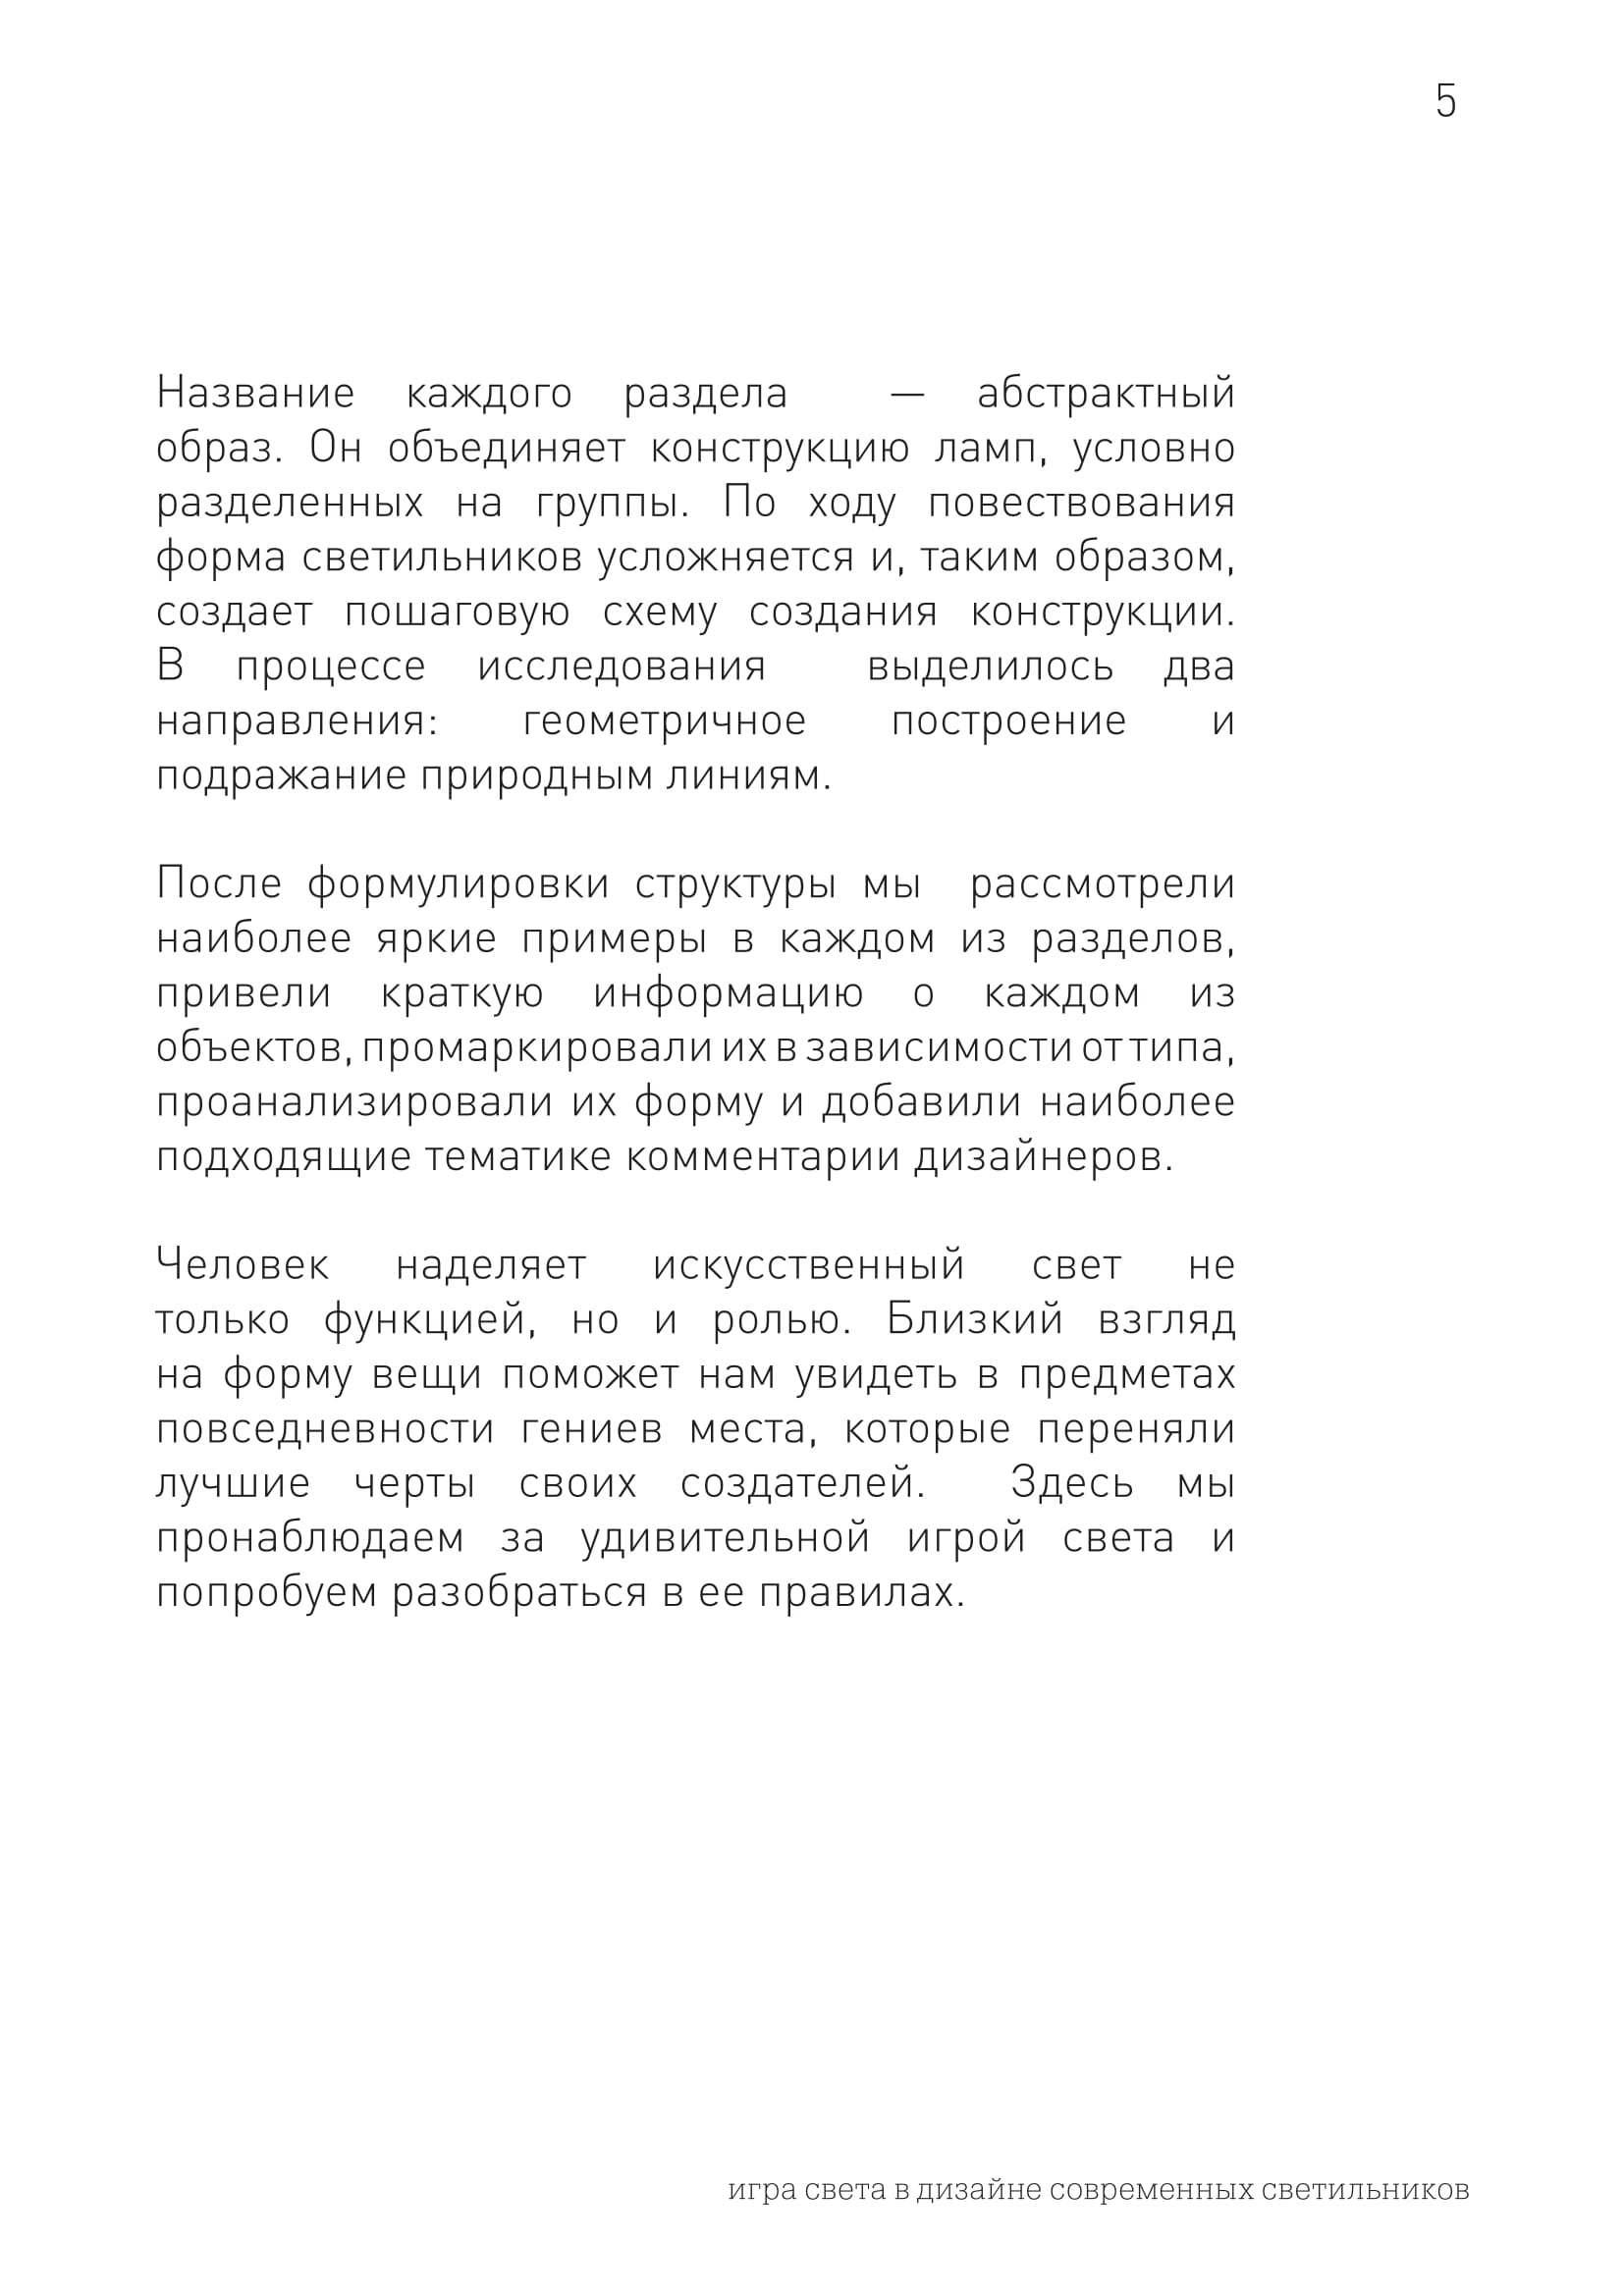 5
Название каждого раздела — абстрактный
образ. Он объединяет конструкцию ламп, условно
разделенных на группы. По ходу повествования
форма светильников усложняется и, таким образом,
создает пошаговую схему создания конструкции.
В процессе исследования выделилось два
направления: геометричное построение и
подражание природным линиям.
После формулировки структуры мы рассмотрели
наиболее яркие примеры в каждом из разделов,
привели краткую информацию о каждом из
объектов, промаркировали их в зависимости от типа,
проанализировали их форму и добавили наиболее
подходящие тематике комментарии дизайнеров.
Человек наделяет искусственный свет не
только функцией, но и ролью. Близкий взгляд
на форму вещи поможет нам увидеть в предметах
повседневности гениев места, которые переняли
лучшие черты своих создателей. Здесь мы
пронаблюдаем за удивительной игрой света и
попробуем разобраться в ее правилах.
игра света в дизайне современных светильников